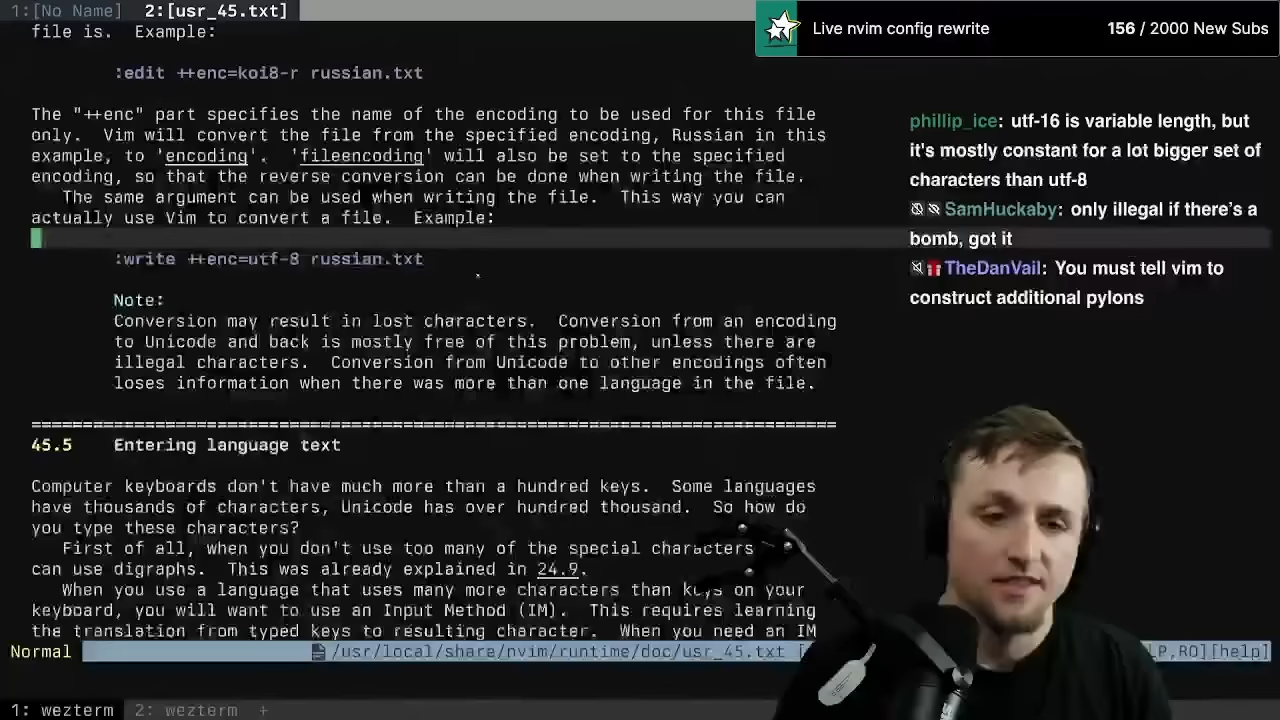 1:[No Name]  2:[usr_45.txt]
Live nvim config rewrite
156 / 2000 New Subs
file is.  Example:
:edit ++enc=koi8-r russian.txt
The "++enc" part specifies the name of the encoding to be used for this file
only.  Vim will convert the file from the specified encoding, Russian in this
example, to 'encoding'.  'fileencoding' will also be set to the specified
encoding, so that the reverse conversion can be done when writing the file.
The same argument can be used when writing the file.  This way you can
actually use Vim to convert a file.  Example:
:write ++enc=utf-8 russian.txt
Note:
Conversion may result in lost characters.  Conversion from an encoding
to Unicode and back is mostly free of this problem, unless there are
illegal characters.  Conversion from Unicode to other encodings often
loses information when there was more than one language in the file.
================================================================================
45.5    Entering language text
Computer keyboards don't have much more than a hundred keys.  Some languages
have thousands of characters, Unicode has over hundred thousand.  So how do
you type these characters?
First of all, when you don't use too many of the special characters
can use digraphs.  This was already explained in 24.9.
When you use a language that uses many more characters than keys on your
keyboard, you will want to use an Input Method (IM).  This requires learning
the translation from typed keys to resulting character.  When you need an IM
Normal
/usr/local/share/nvim/runtime/doc/usr_45.txt [
LP,RO][help]
1: wezterm  2: wezterm  +
phillip_ice: utf-16 is variable length, but
it's mostly constant for a lot bigger set of
characters than utf-8
SamHuckaby: only illegal if there's a
bomb, got it
TheDanVail: You must tell vim to
construct additional pylons